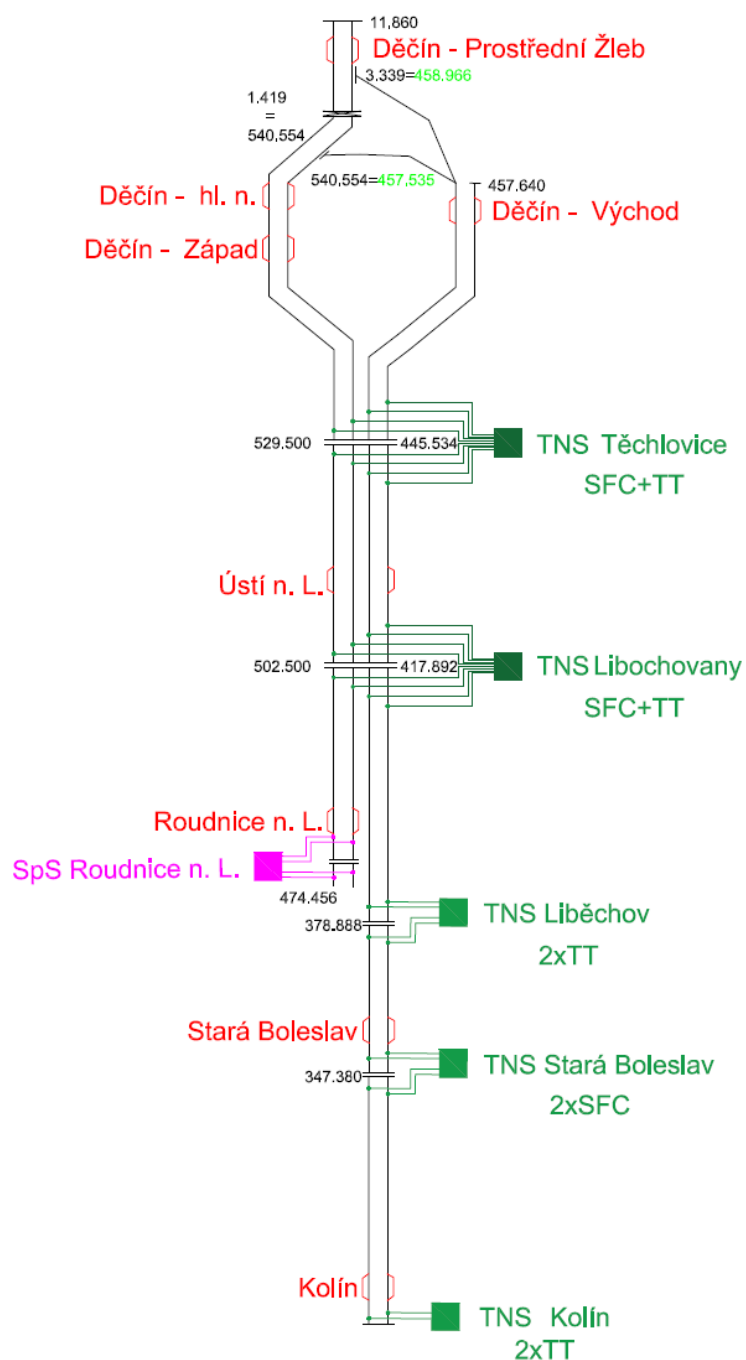 11,860
Děčín - Prostřední Žleb
3.339=458.966
1.419
=
540,554
540,554=457,535
457.640
Děčín - hl. n.
Děčín - Východ
Děčín - Západ
529.500
445.534
TNS Těchlovice
SFC+TT
Ústí n. L.
502.500
417.892
TNS Libochovany
SFC+TT
Roudnice n. L.
SpS Roudnice n. L.
474.456
378.888
TNS Liběchov
2xTT
Stará Boleslav
347.380
TNS Stará Boleslav
2xSFC
Kolín
TNS Kolín
2xTT